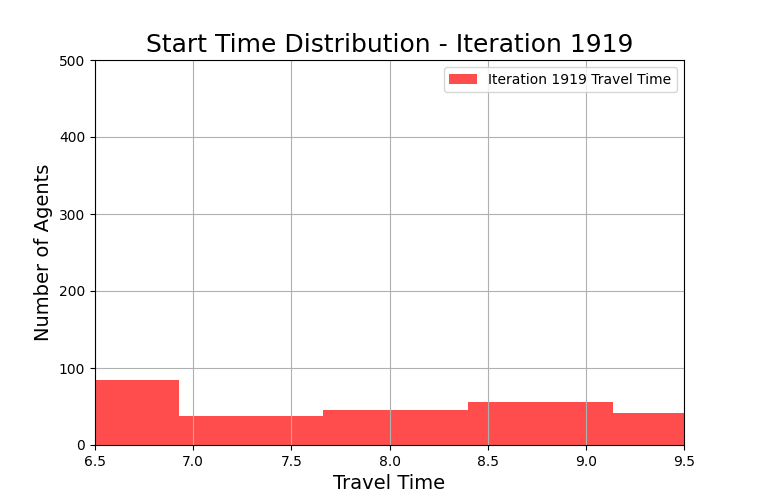 Start Time Distribution - Iteration 1919
Iteration 1919 Travel Time
Number of Agents
500
400
300
200
100
0
6.5 7.0 7.5 8.0 8.5 9.0 9.5
Travel Time